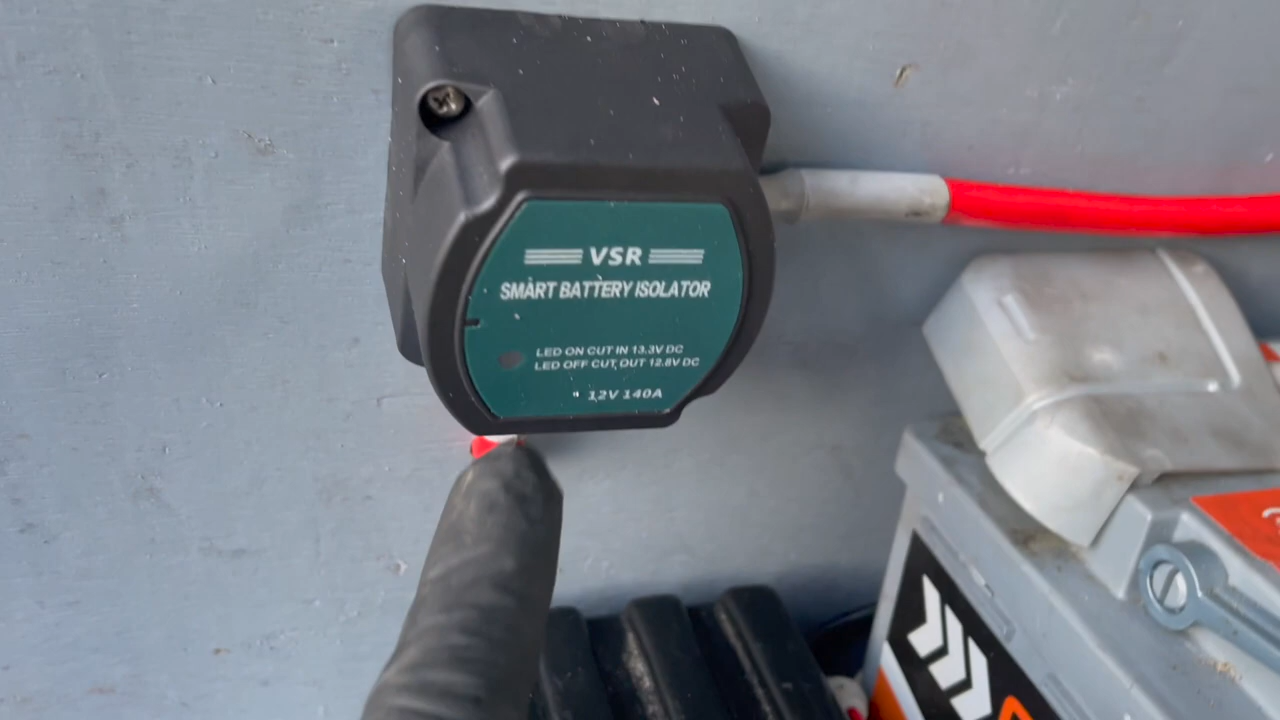 VSR
SMART BATTERY ISOLATOR
LED ON CUT IN 13.3V DC
LED OFF CUT OUT 12.8V DC
12V 140A